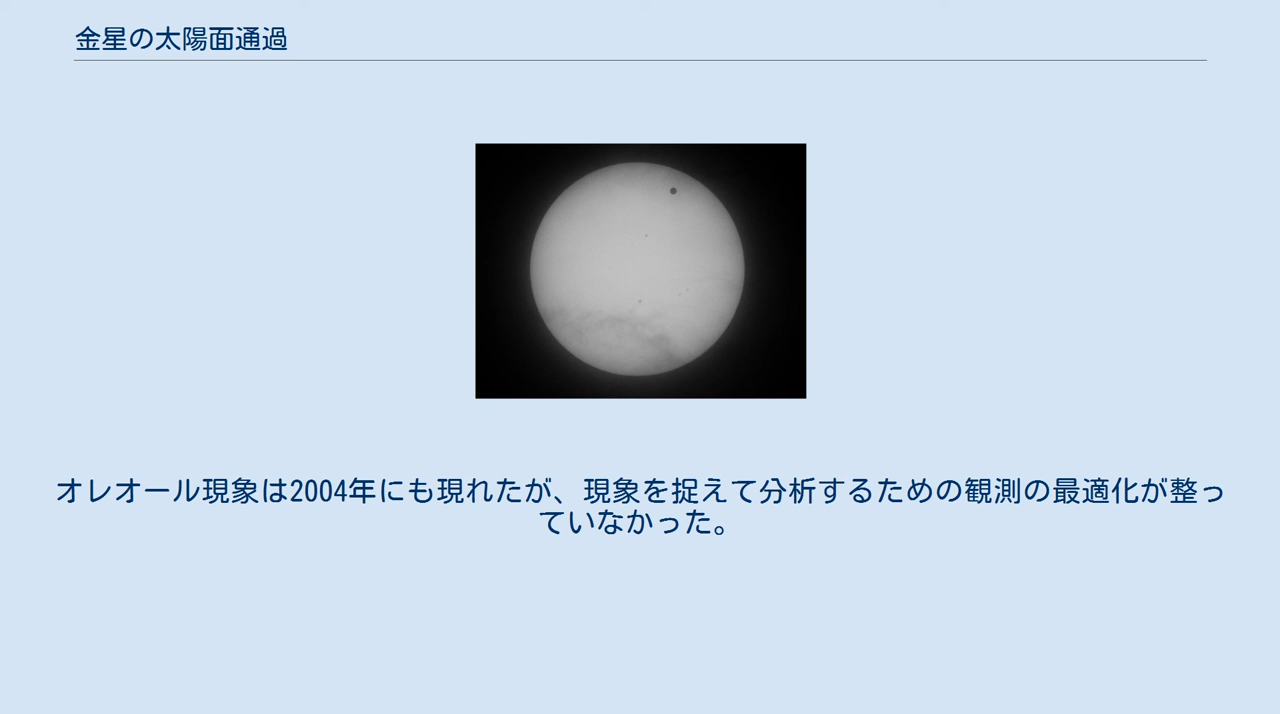 金星の太陽面通過
オレオール現象は2004年にも現れたが、現象を捉えて分析するための観測の最適化が整っ
ていなかった。